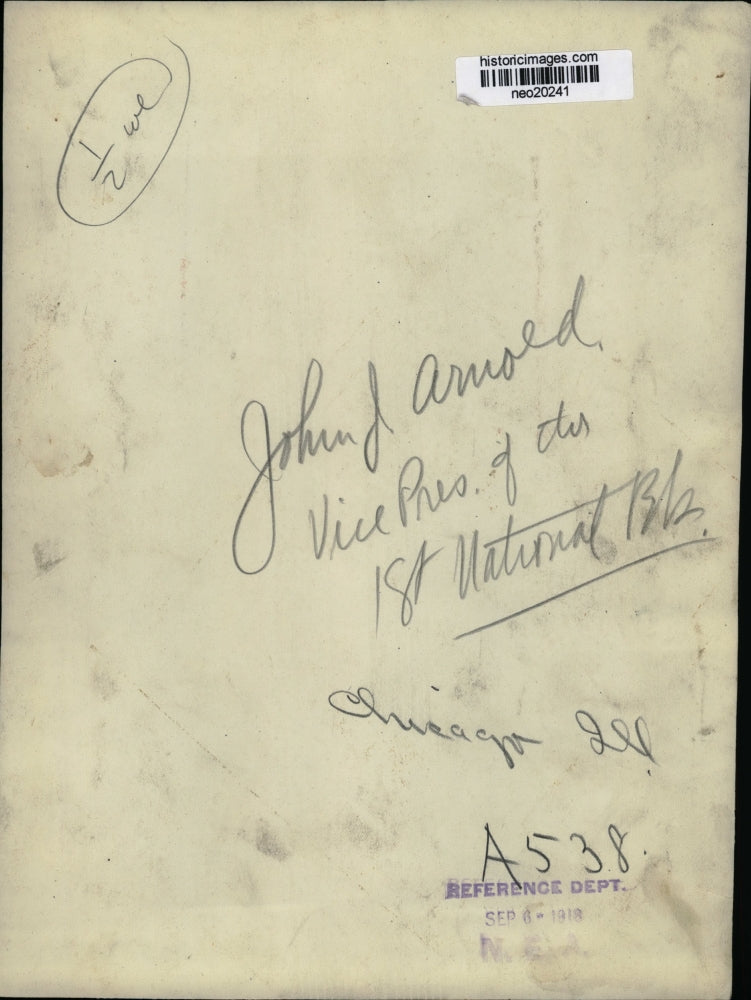 historicimages.com
neo20241
1/2 we
John J Arnold.
Vice Pres. of the
1st National Bk.
Chicago Ill.
A538.
REFERENCE DEPT.
SEP 6 - 1918
N. E. A.